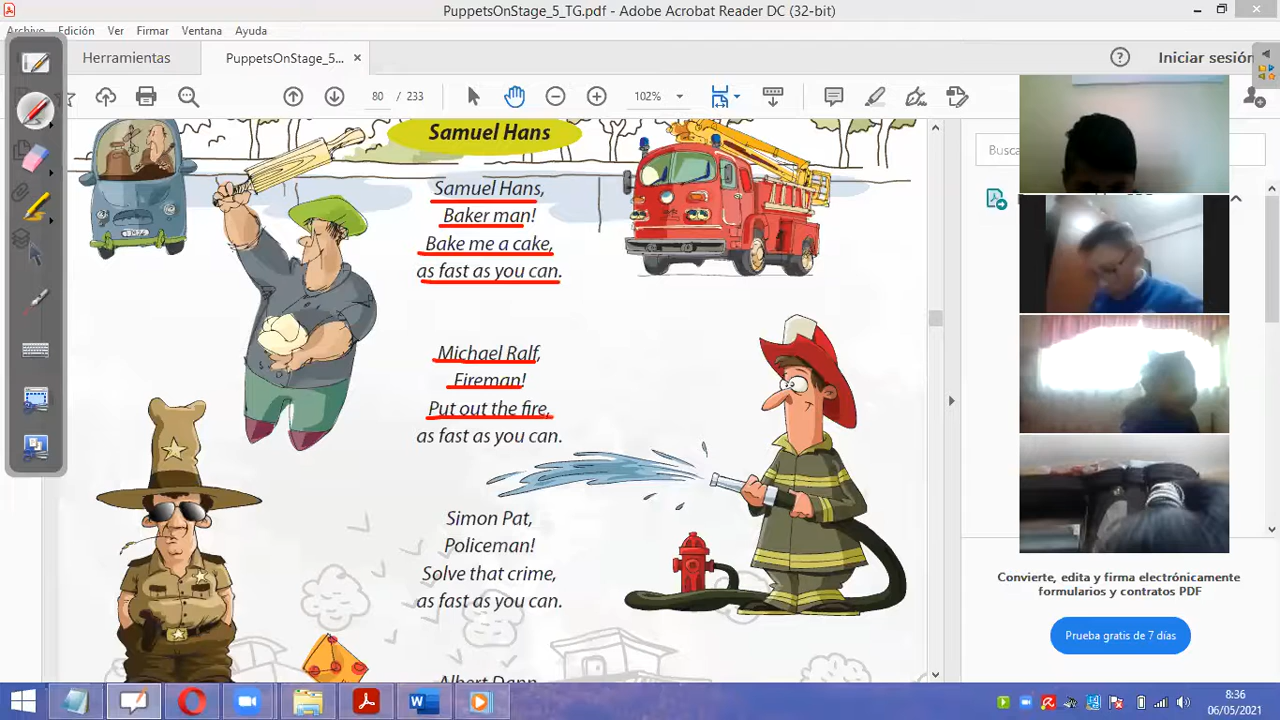 PuppetsOnStage_5_TG.pdf - Adobe Acrobat Reader DC (32-bit)
Archivo Edición Ver Firmar Ventana Ayuda
Herramientas
PuppetsOnStage_5...
Iniciar sesión
80 / 233
102%
Samuel Hans
Samuel Hans,
Baker man!
Bake me a cake,
as fast as you can.
Michael Ralf,
Fireman!
Put out the fire,
as fast as you can.
Simon Pat,
Policeman!
Solve that crime,
as fast as you can.
Albert Dann
Busc
Convierte, edita y firma electrónicamente
formularios y contratos PDF
Prueba gratis de 7 días
8:36
06/05/2021